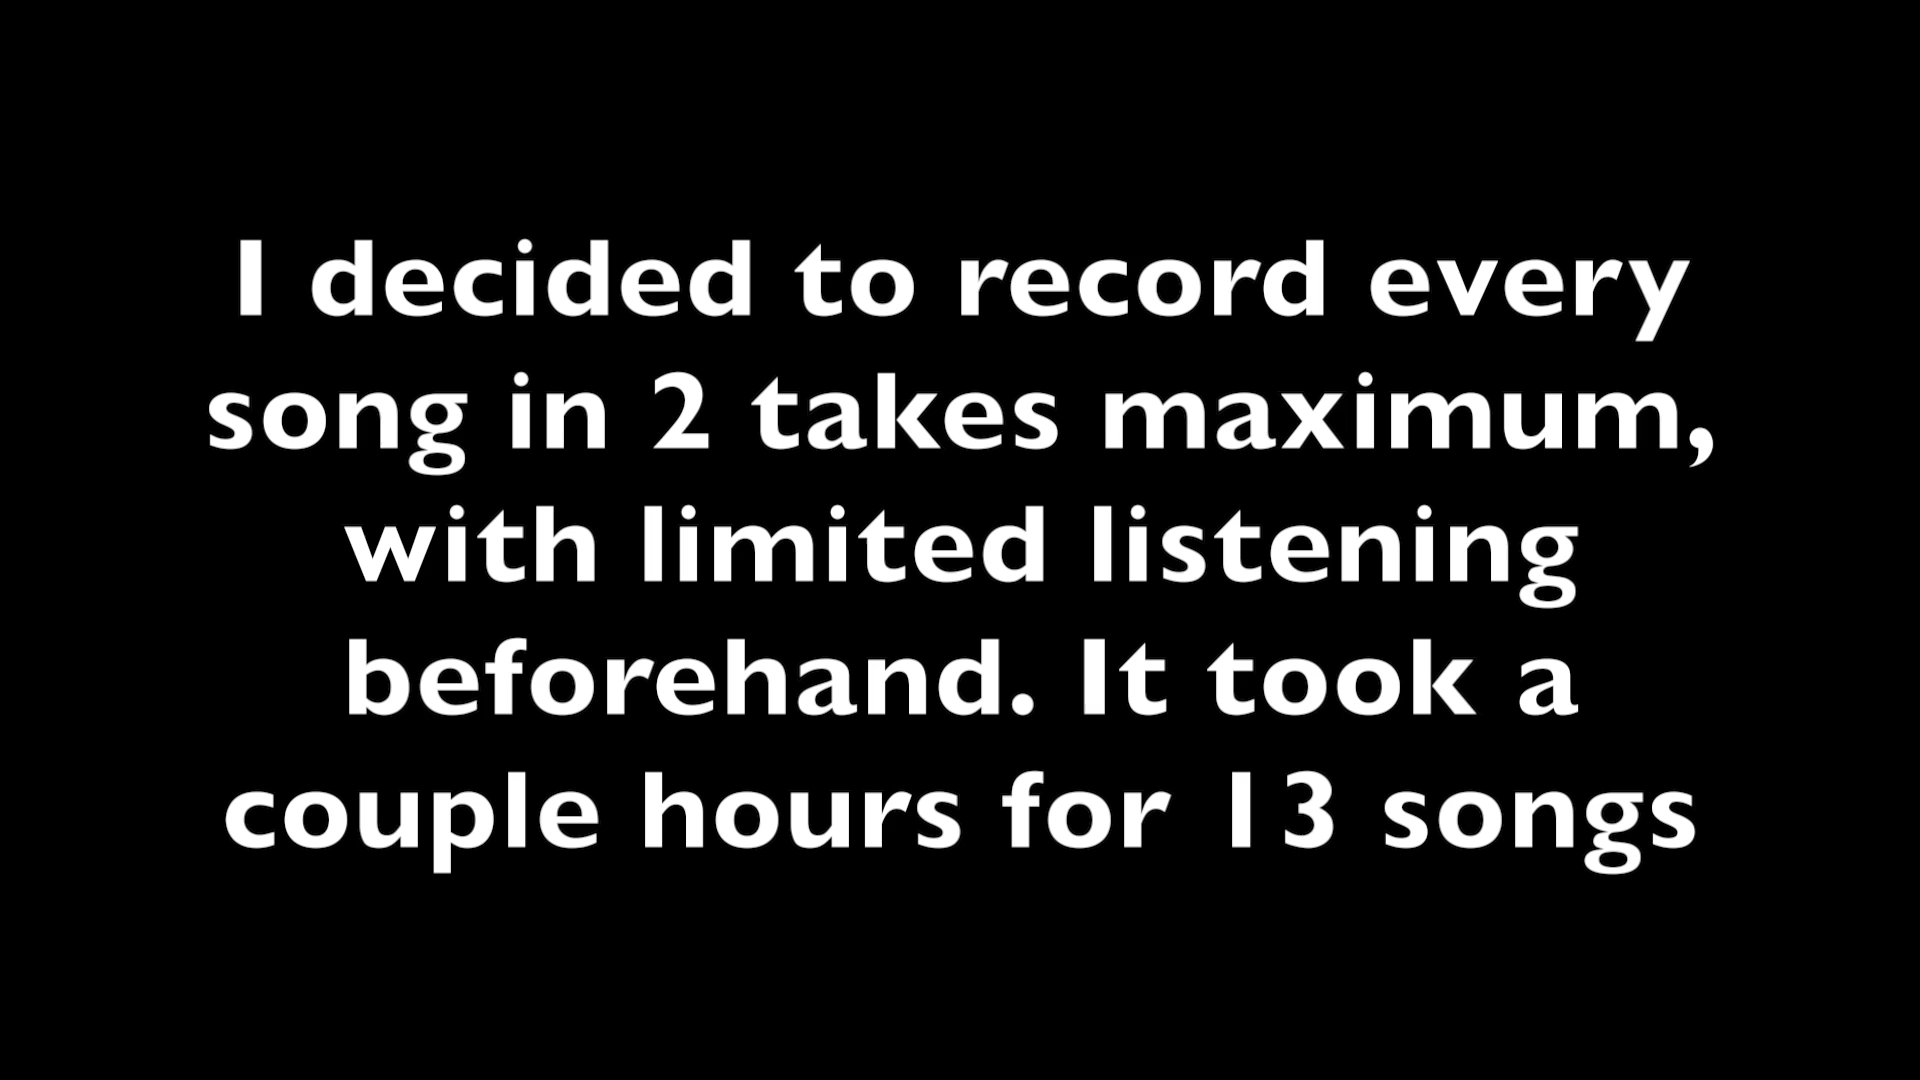 I decided to record every
song in 2 takes maximum,
with limited listening
beforehand. It took a
couple hours for 13 songs